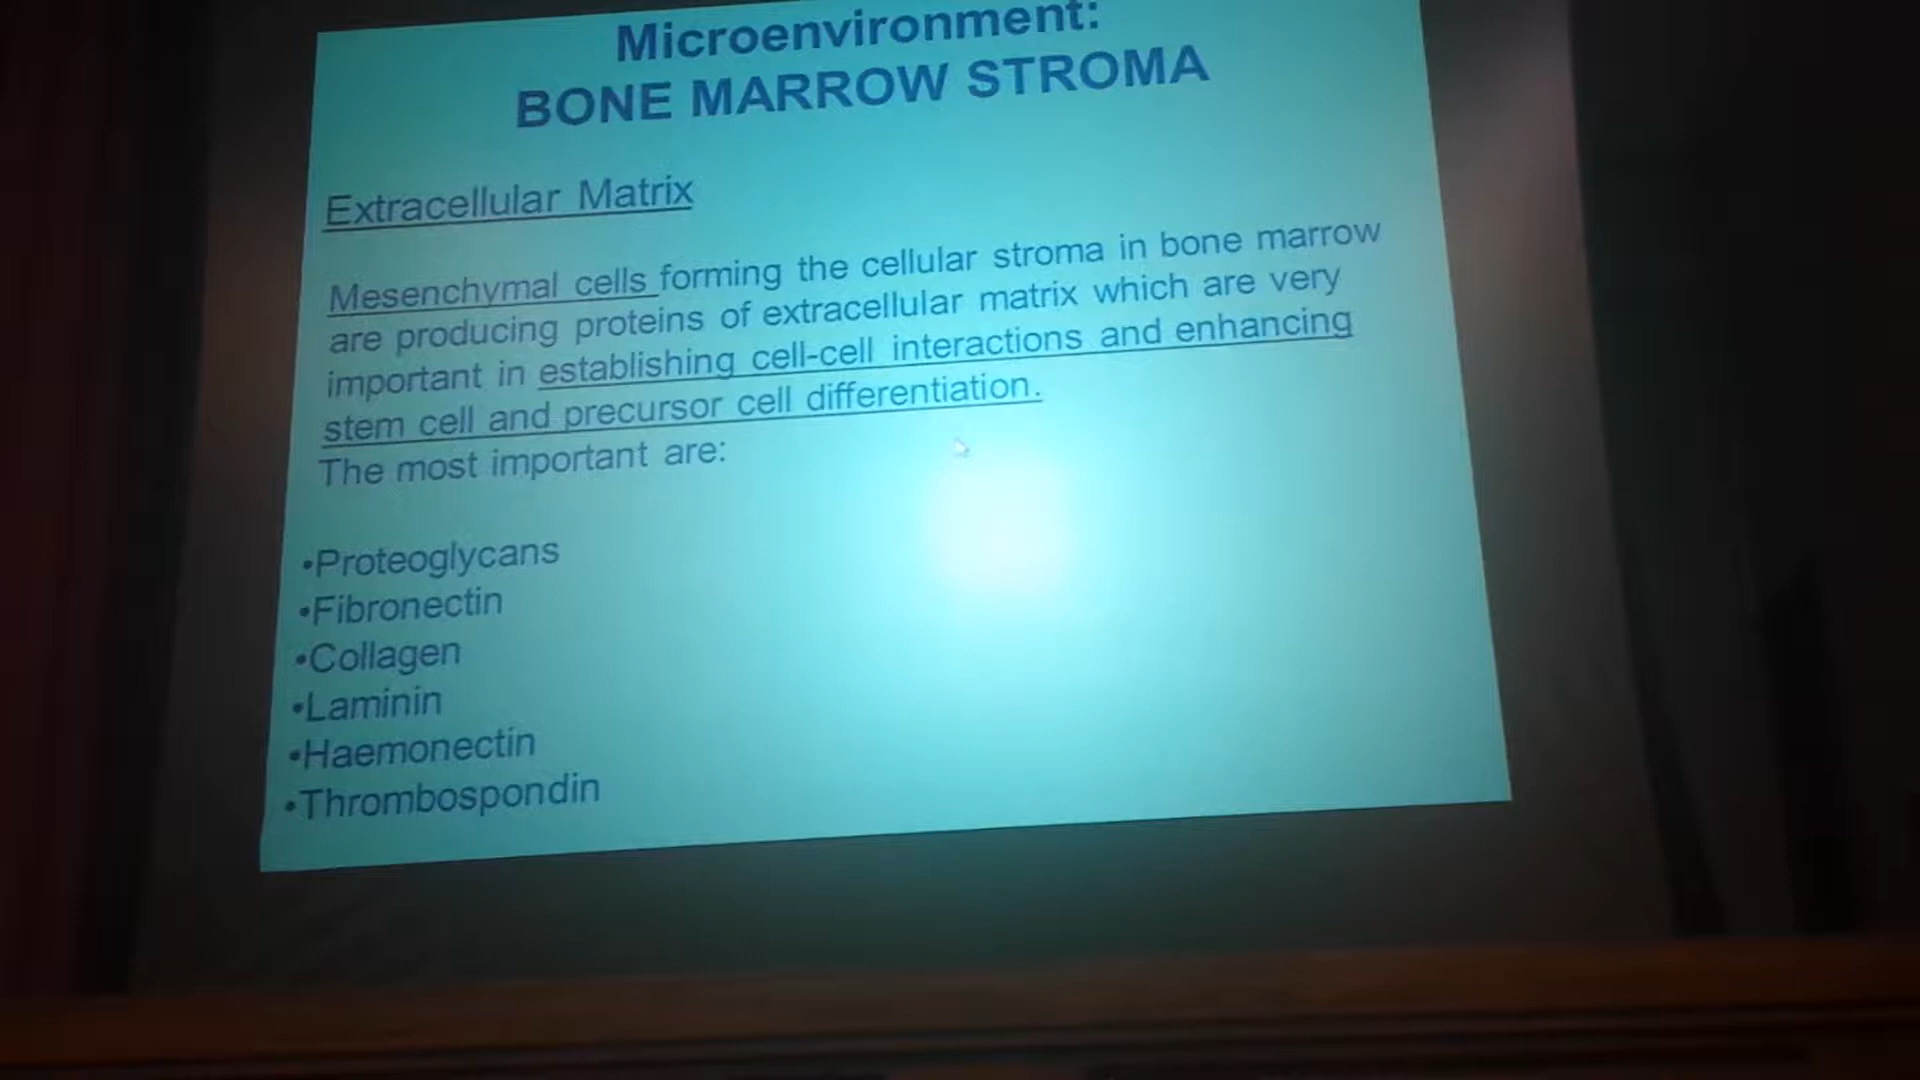 Microenvironment:
BONE MARROW STROMA
Extracellular Matrix
Mesenchymal cells forming the cellular stroma in bone marrow
are producing proteins of extracellular matrix which are very
important in establishing cell-cell interactions and enhancing
stem cell and precursor cell differentiation.
The most important are:
•Proteoglycans
•Fibronectin
•Collagen
•Laminin
•Haemonectin
•Thrombospondin